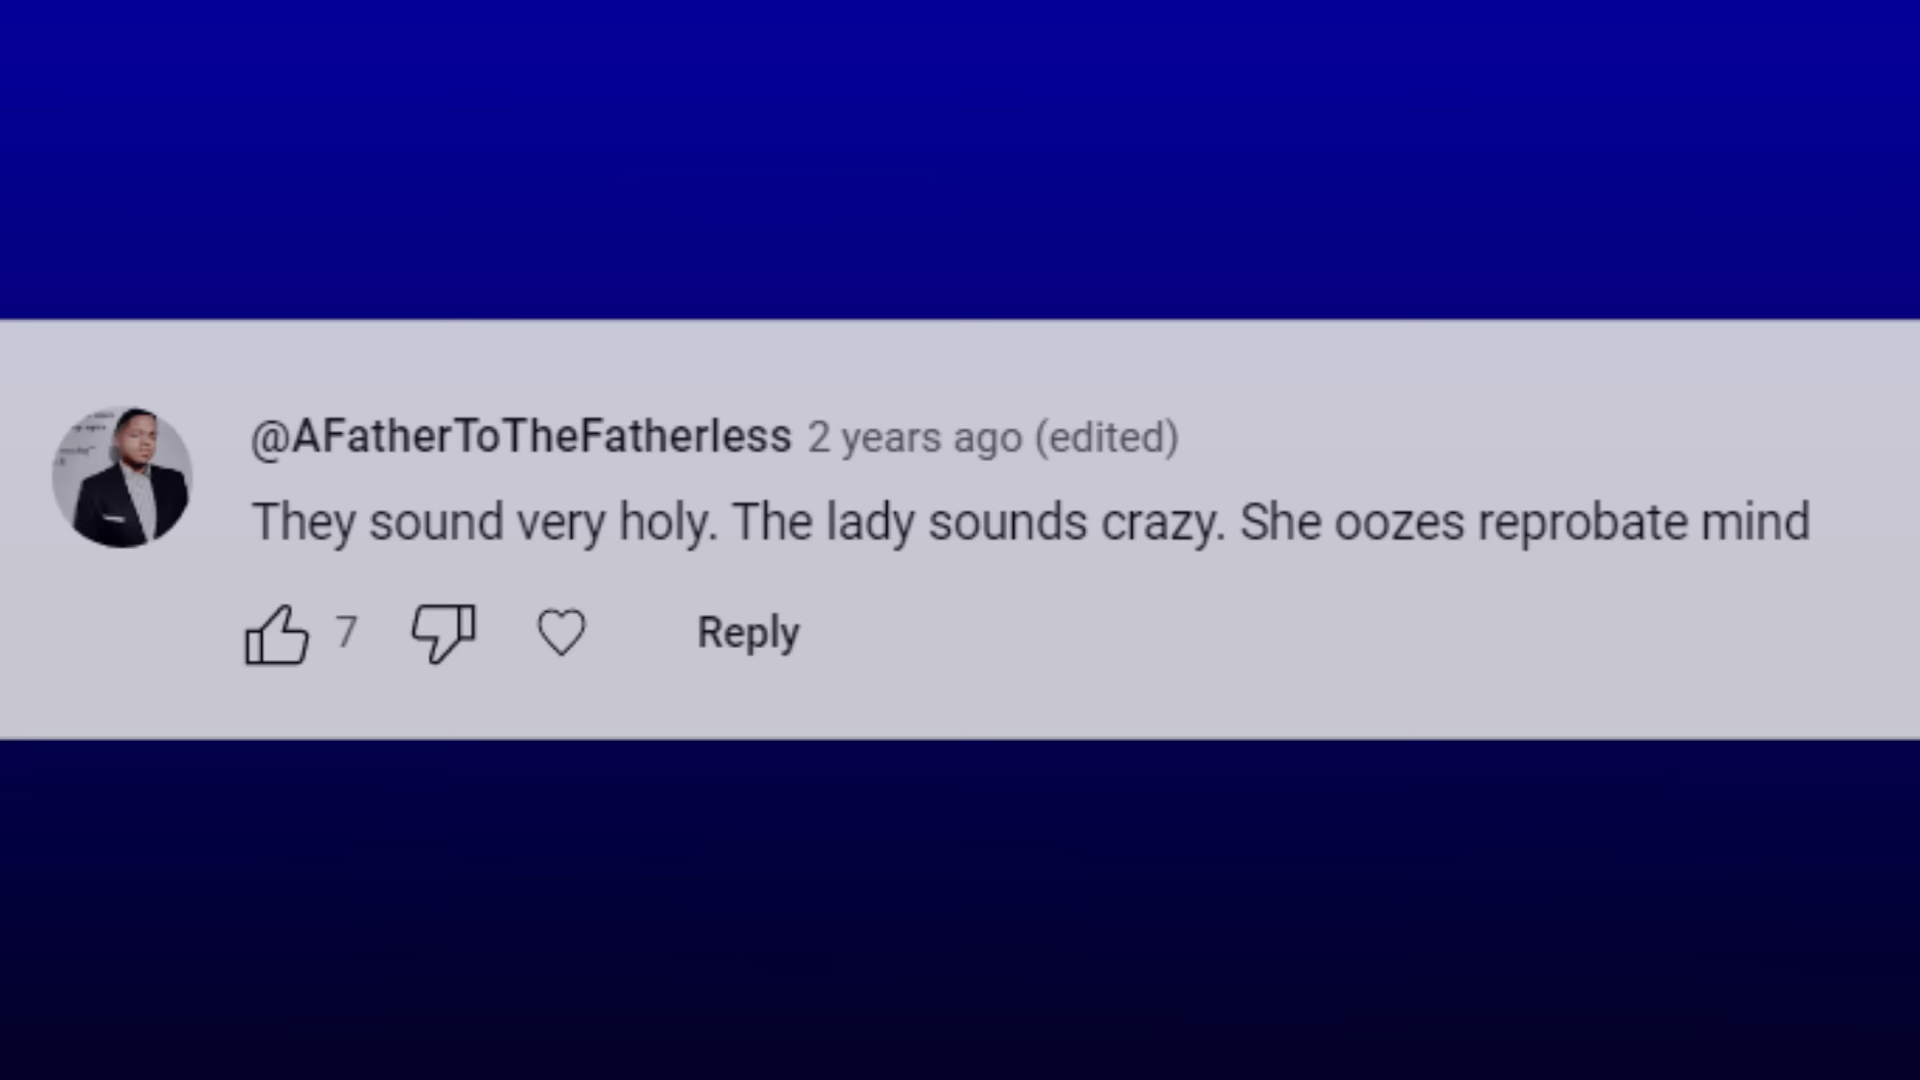 @AFatherToTheFatherless 2 years ago (edited)
They sound very holy. The lady sounds crazy. She oozes reprobate mind
7 Reply